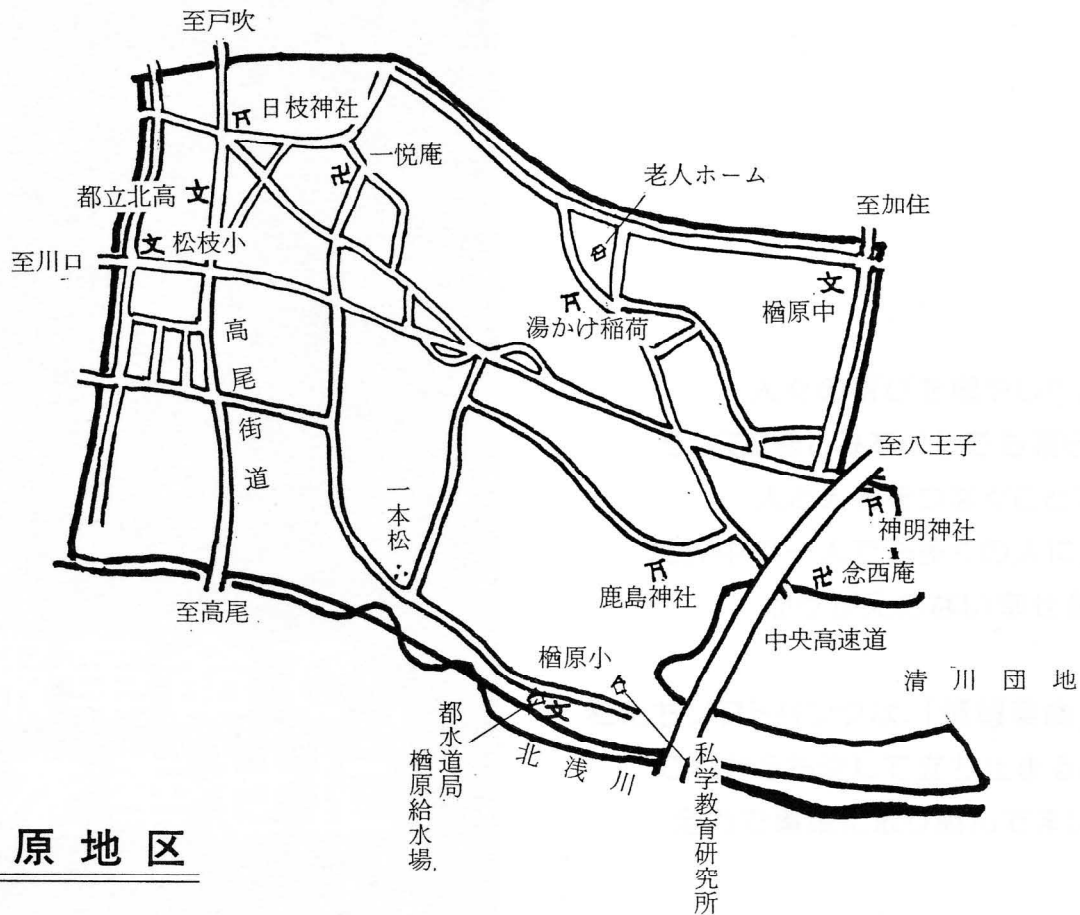 至戸吹
日枝神社
一悦庵
都立北高
松枝小
至川口
老人ホーム
至加住
楢原中
湯かけ稲荷
高尾街道
至八王子
神明神社
一本松
念西庵
鹿島神社
至高尾
中央高速道
楢原小
清川団地
都水道局
楢原給水場
北浅川
私学教育研究所
原地区